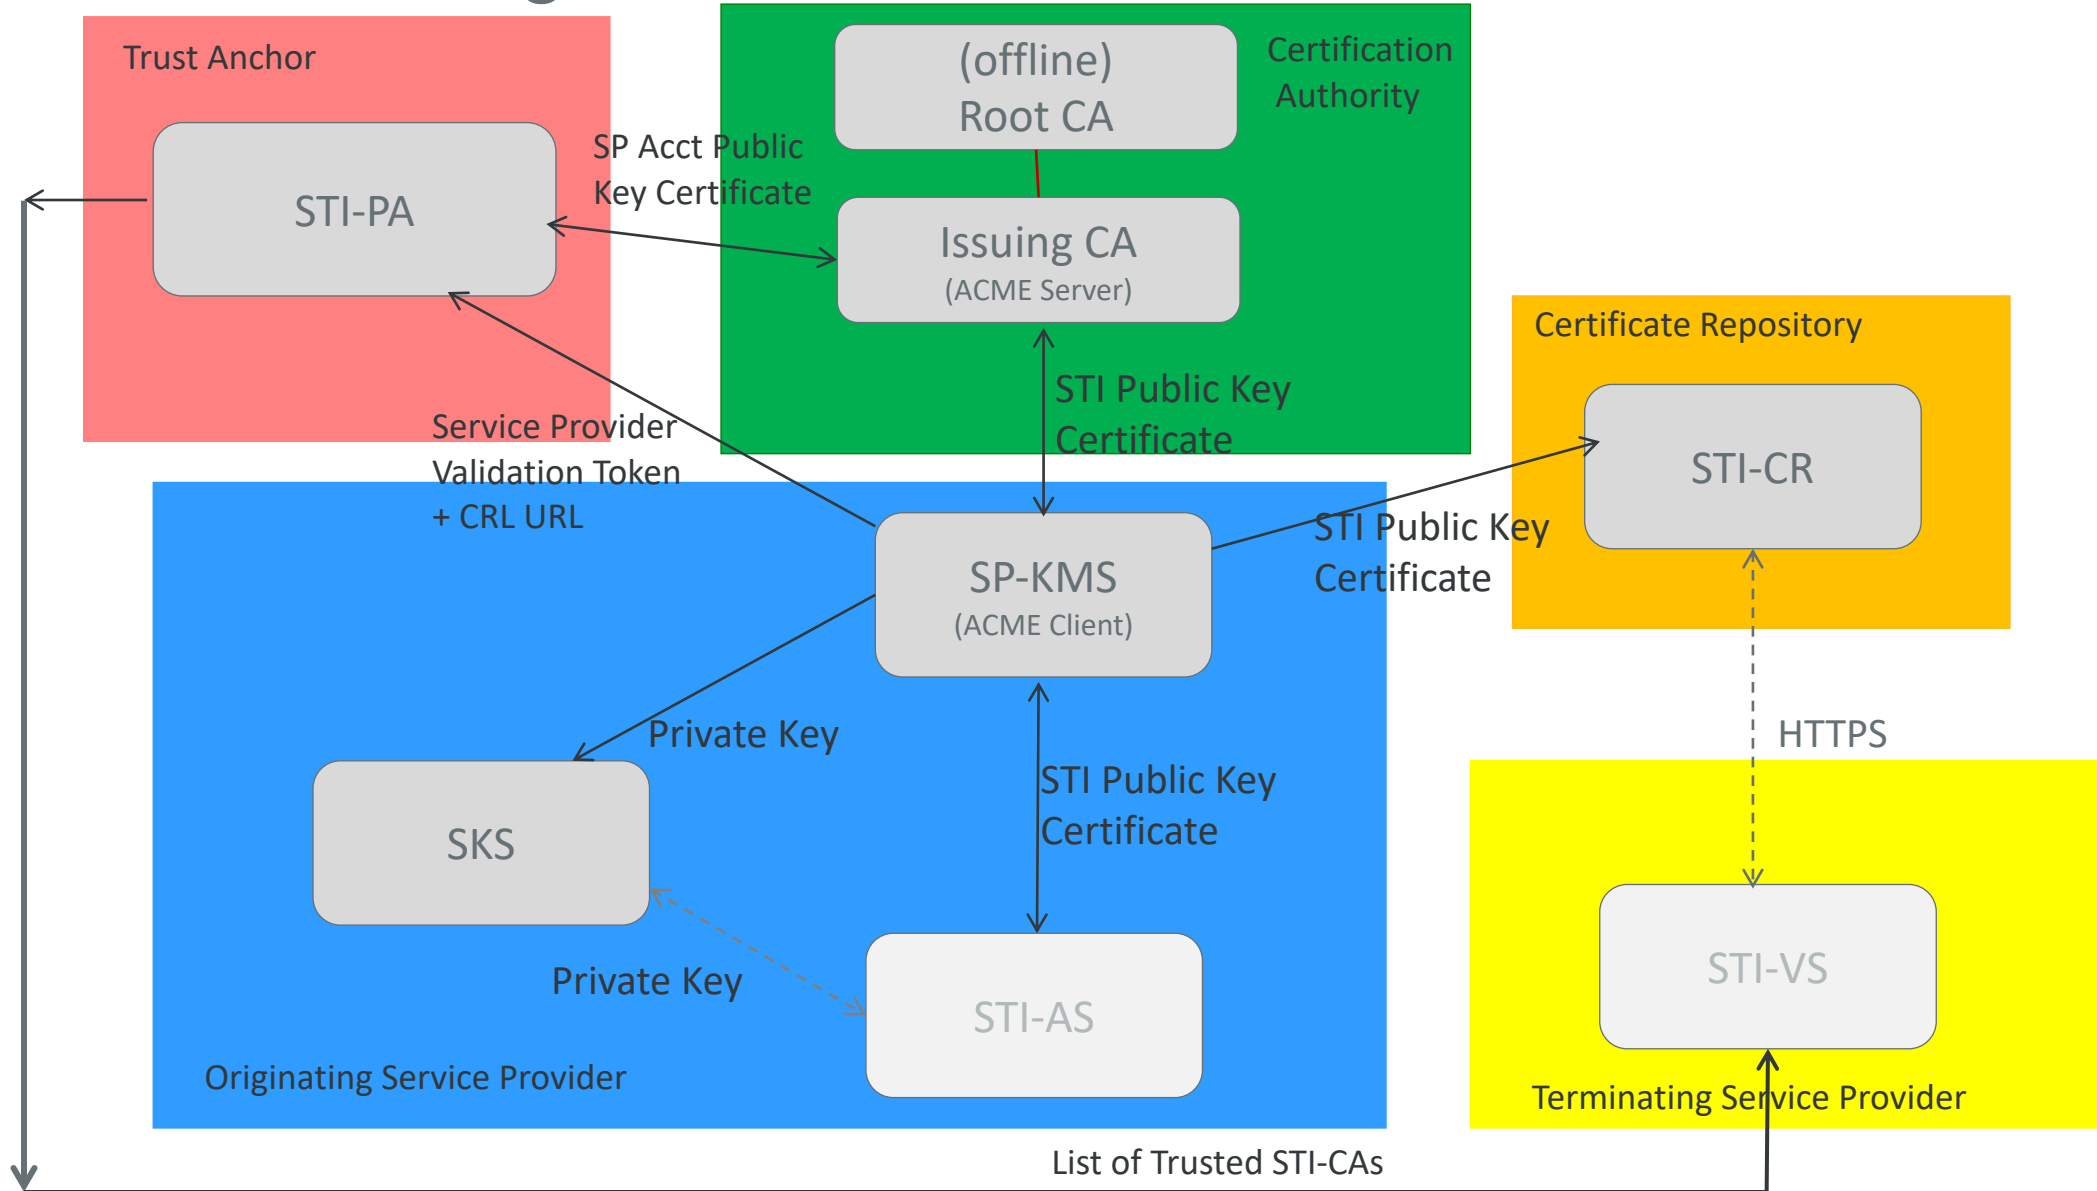 Trust Anchor
STI-PA
SP Acct Public
Key Certificate
(offline)
Root CA
Certification
Authority
Issuing CA
(ACME Server)
STI Public Key
Certificate
Certificate Repository
STI-CR
Service Provider
Validation Token
+ CRL URL
SP-KMS
(ACME Client)
STI Public Key
Certificate
Private Key
STI Public Key
Certificate
HTTPS
SKS
Private Key
STI-AS
STI-VS
Originating Service Provider
Terminating Service Provider
List of Trusted STI-CAs